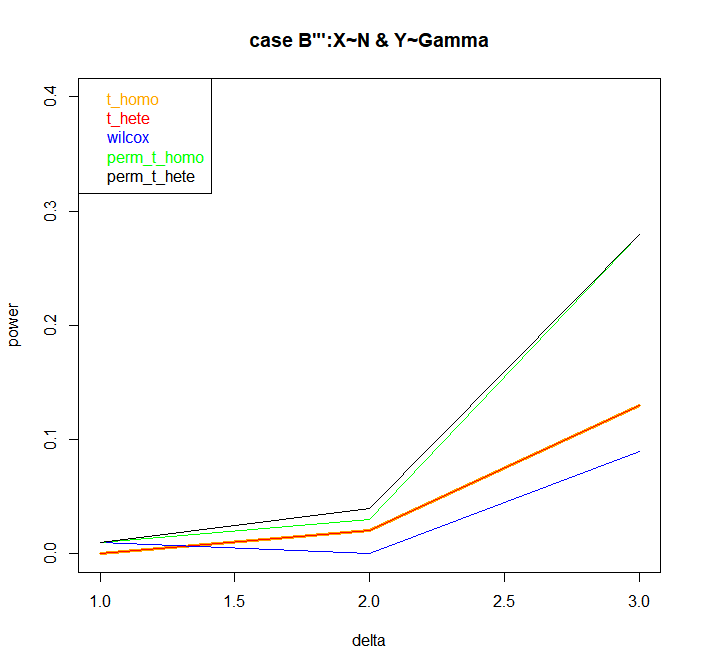 case B''':X~N & Y~Gamma
t_homo
t_hete
wilcox
perm_t_homo
perm_t_hete
power
0.4
0.3
0.2
0.1
0.0
1.0 1.5 2.0 2.5 3.0
delta